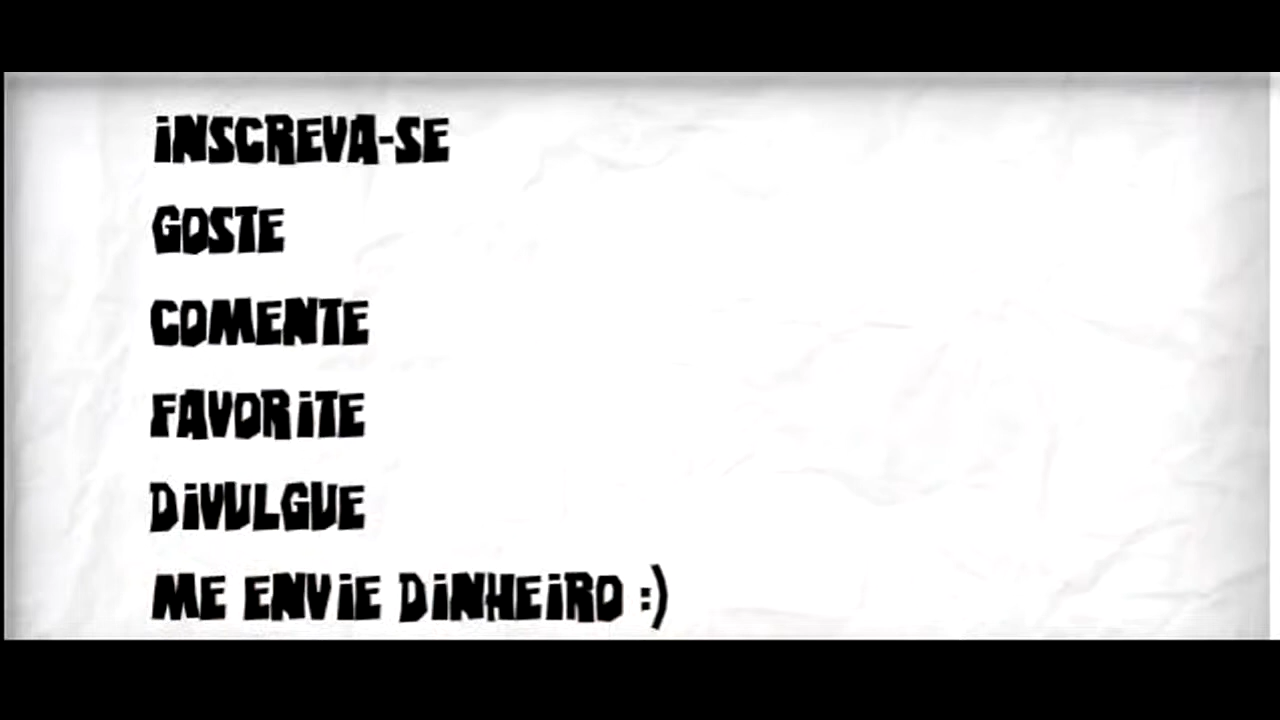 iNSCREVA-SE
GOSTE
COMENTE
FAVORiTE
DiVULGUE
ME ENViE DiNHEiRO :)